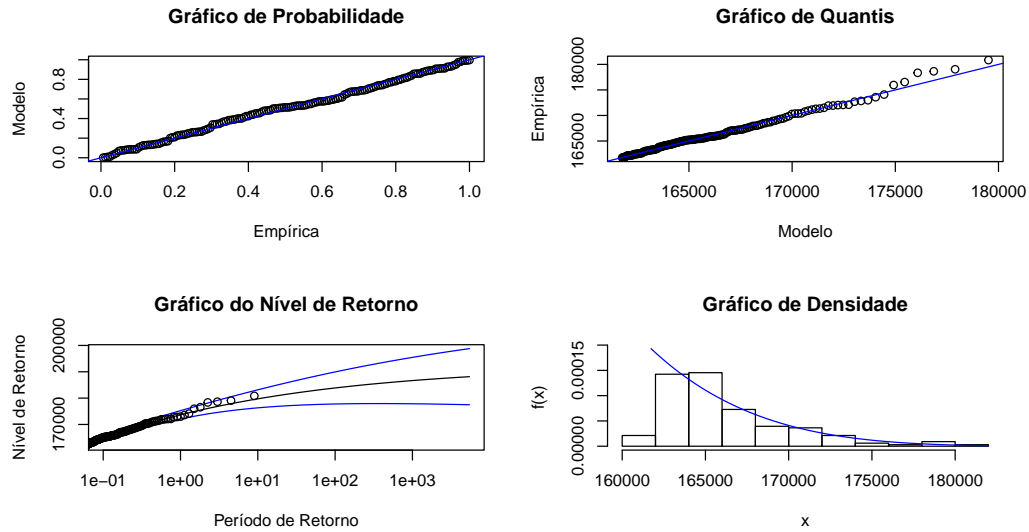 Gráfico de Probabilidade
Modelo
0.0 0.4 0.8
0.0 0.2 0.4 0.6 0.8 1.0
Empírica
Gráfico de Quantis
Empírica
165000 180000
165000 170000 175000 180000
Modelo
Gráfico do Nível de Retorno
Nível de Retorno
170000 200000
1e−01 1e+00 1e+01 1e+02 1e+03
Período de Retorno
Gráfico de Densidade
f(x)
0.00000 0.00015
160000 165000 170000 175000 180000
x